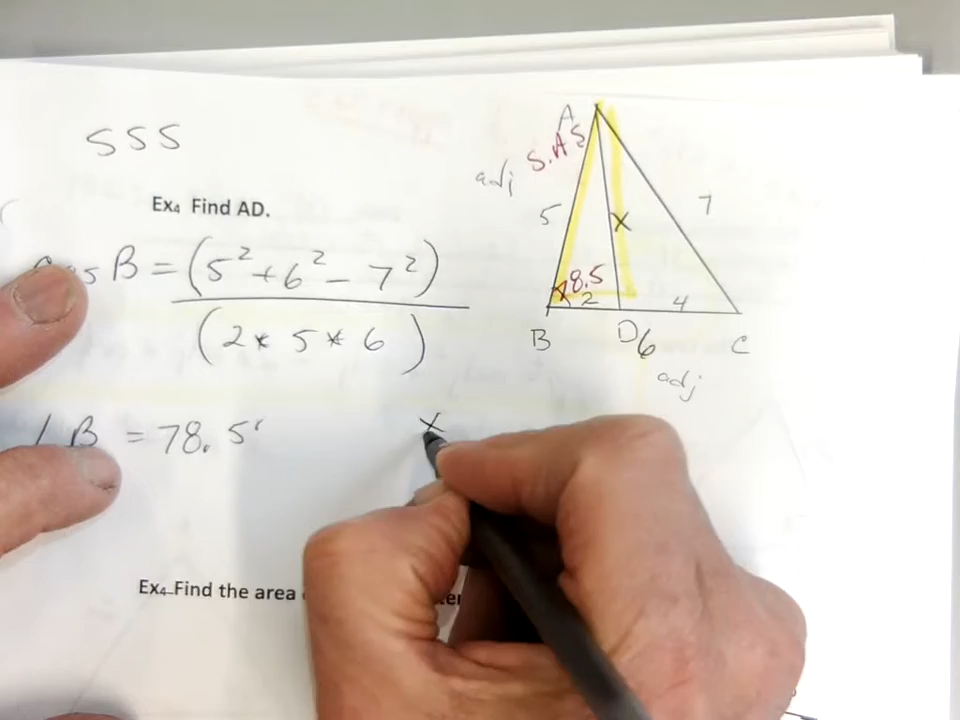 SSS
Ex4 Find AD.
B = (5² + 6² - 7²)
(2 * 5 * 6)
∠B = 78.5°
x
A
S.A.S
adj
5
7
x
78.5
2
4
B
D
6
C
adj
Ex4 Find the area